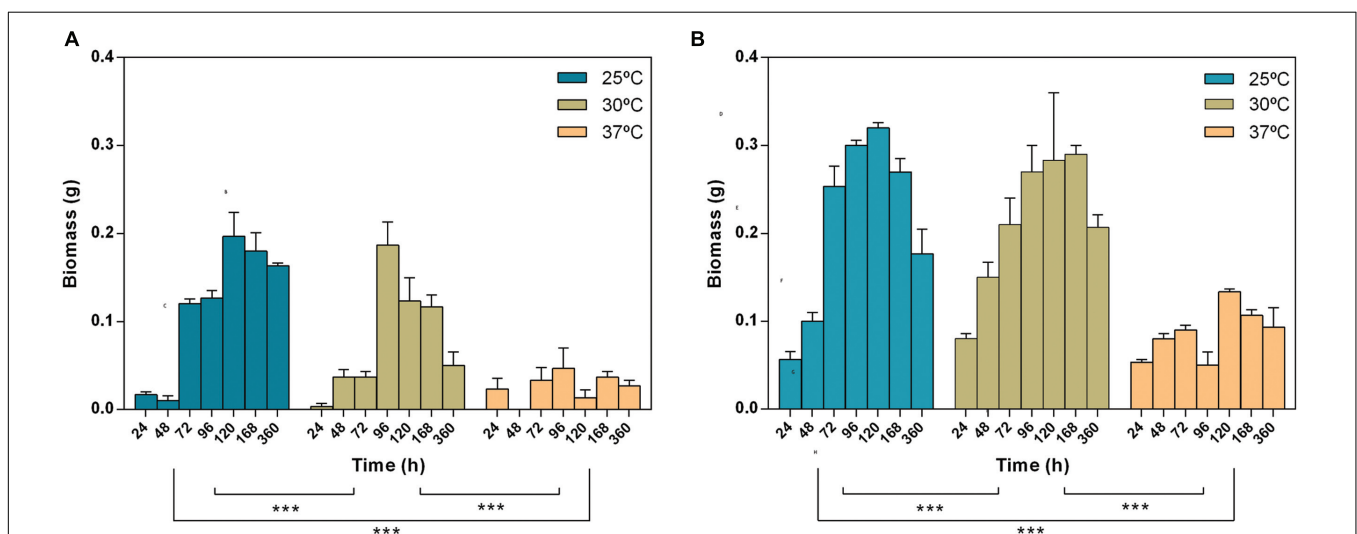 A
B
0.4
0.3
0.2
0.1
0.0
Biomass (g)
25ºC
30ºC
37ºC
B
C
24 48 72 96 120 168 360 24 48 72 96 120 168 360 24 48 72 96 120 168 360
Time (h)
*** ***
***
0.4
0.3
0.2
0.1
0.0
Biomass (g)
25ºC
30ºC
37ºC
D
E
F
G
H
24 48 72 96 120 168 360 24 48 72 96 120 168 360 24 48 72 96 120 168 360
Time (h)
*** ***
***